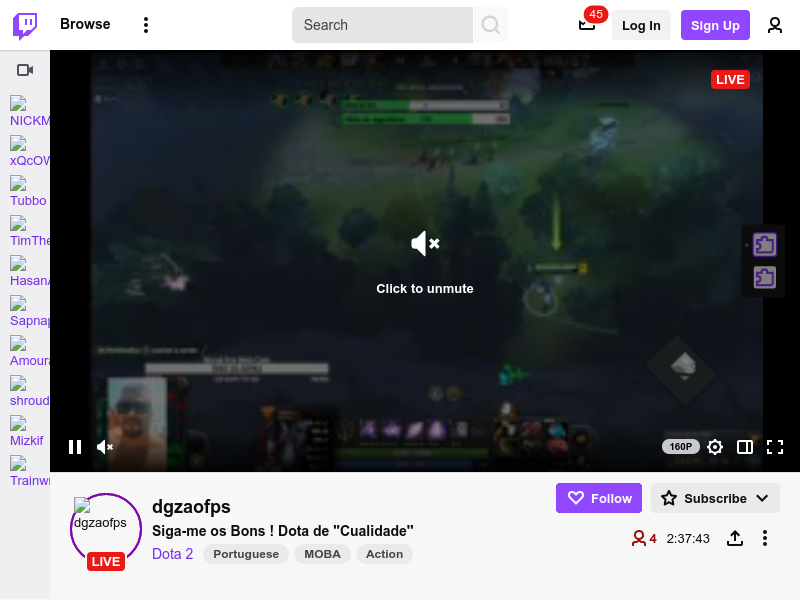 Browse
Search
45
Log In
Sign Up
NICKM
xQcOW
Tubbo
TimThe
HasanA
Sapnap
Amoura
shroud
Mizkif
Trainwr
LIVE
Click to unmute
160P
dgzaofps
LIVE
dgzaofps
Siga-me os Bons ! Dota de "Cualidade"
Dota 2
Portuguese
MOBA
Action
Follow
Subscribe
4
2:37:43